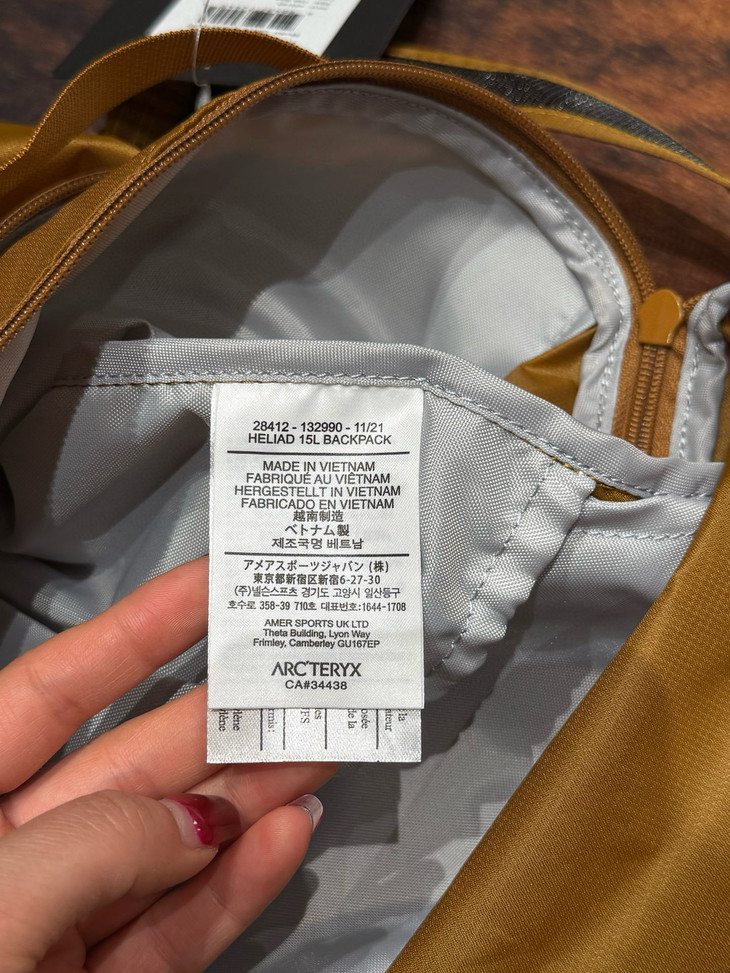 28412 - 132990 - 11/21
HELIAD 15L BACKPACK
MADE IN VIETNAM
FABRIQUÉ AU VIÊTNAM
HERGESTELLT IN VIETNAM
FABRICADO EN VIETNAM
越南制造
ベトナム製
제조국명 베트남
アメアスポーツジャパン (株)
東京都新宿区新宿6-27-30
(주)넬슨스포츠 경기도 고양시 일산동구
호수로 358-39 710호 대표번호:1644-1708
AMER SPORTS UK LTD
Theta Building, Lyon Way
Frimley, Camberley GU167EP
ARC'TERYX
CA#34438